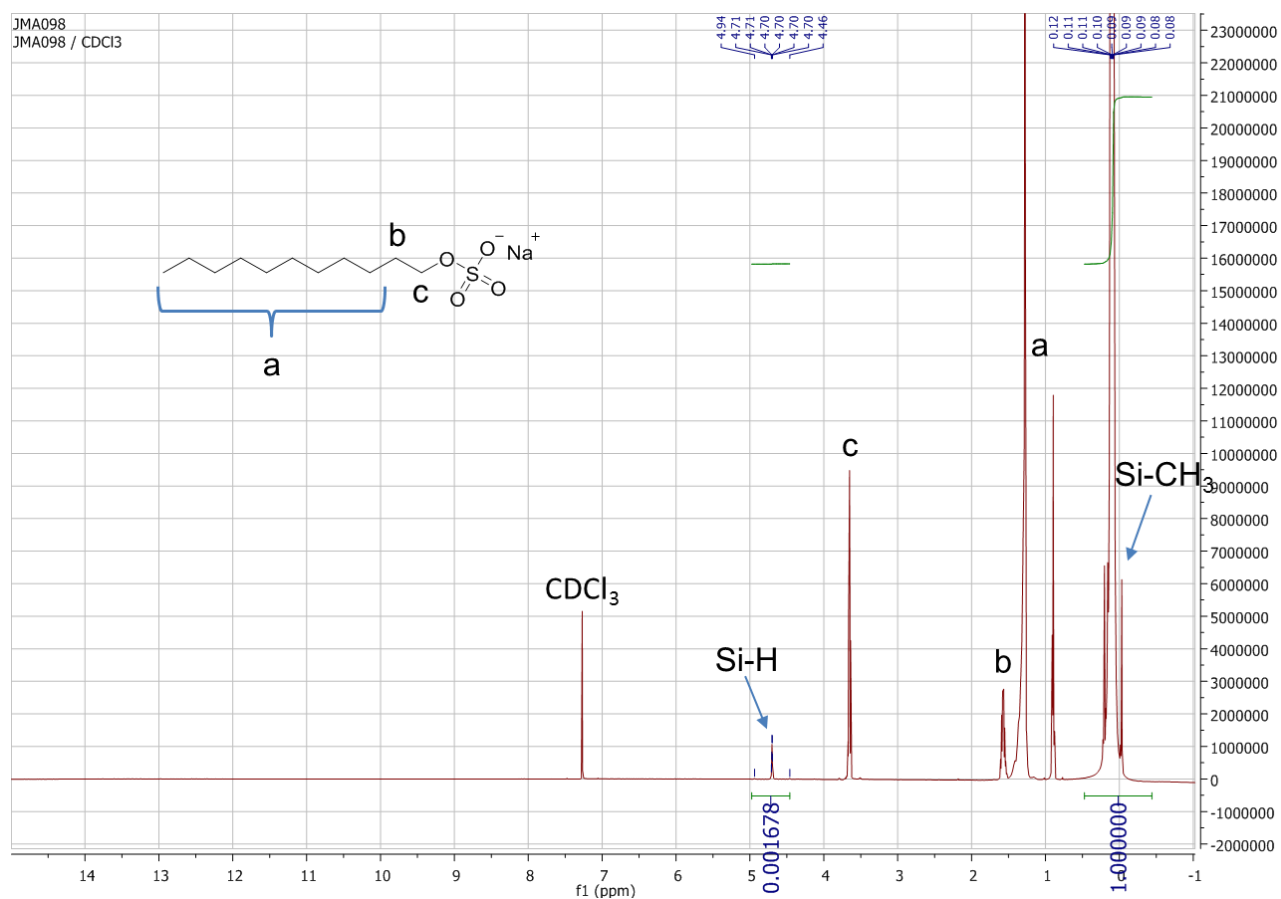 JMA098
JMA098 / CDCl3
4.94
4.71
4.71
4.70
4.70
4.70
4.70
4.46
0.12
0.11
0.11
0.10
0.09
0.09
0.09
0.08
0.08
23000000
22000000
21000000
20000000
19000000
18000000
17000000
16000000
15000000
14000000
13000000
12000000
11000000
10000000
9000000
8000000
7000000
6000000
5000000
4000000
3000000
2000000
1000000
0
-1000000
-2000000
b
O
O⁻
Na⁺
S
c
O
O
a
a
c
Si-CH₃
CDCl₃
Si-H
b
0.001678
1.000000
14 13 12 11 10 9 8 7 6 5 4 3 2 1 0 -1
f1 (ppm)